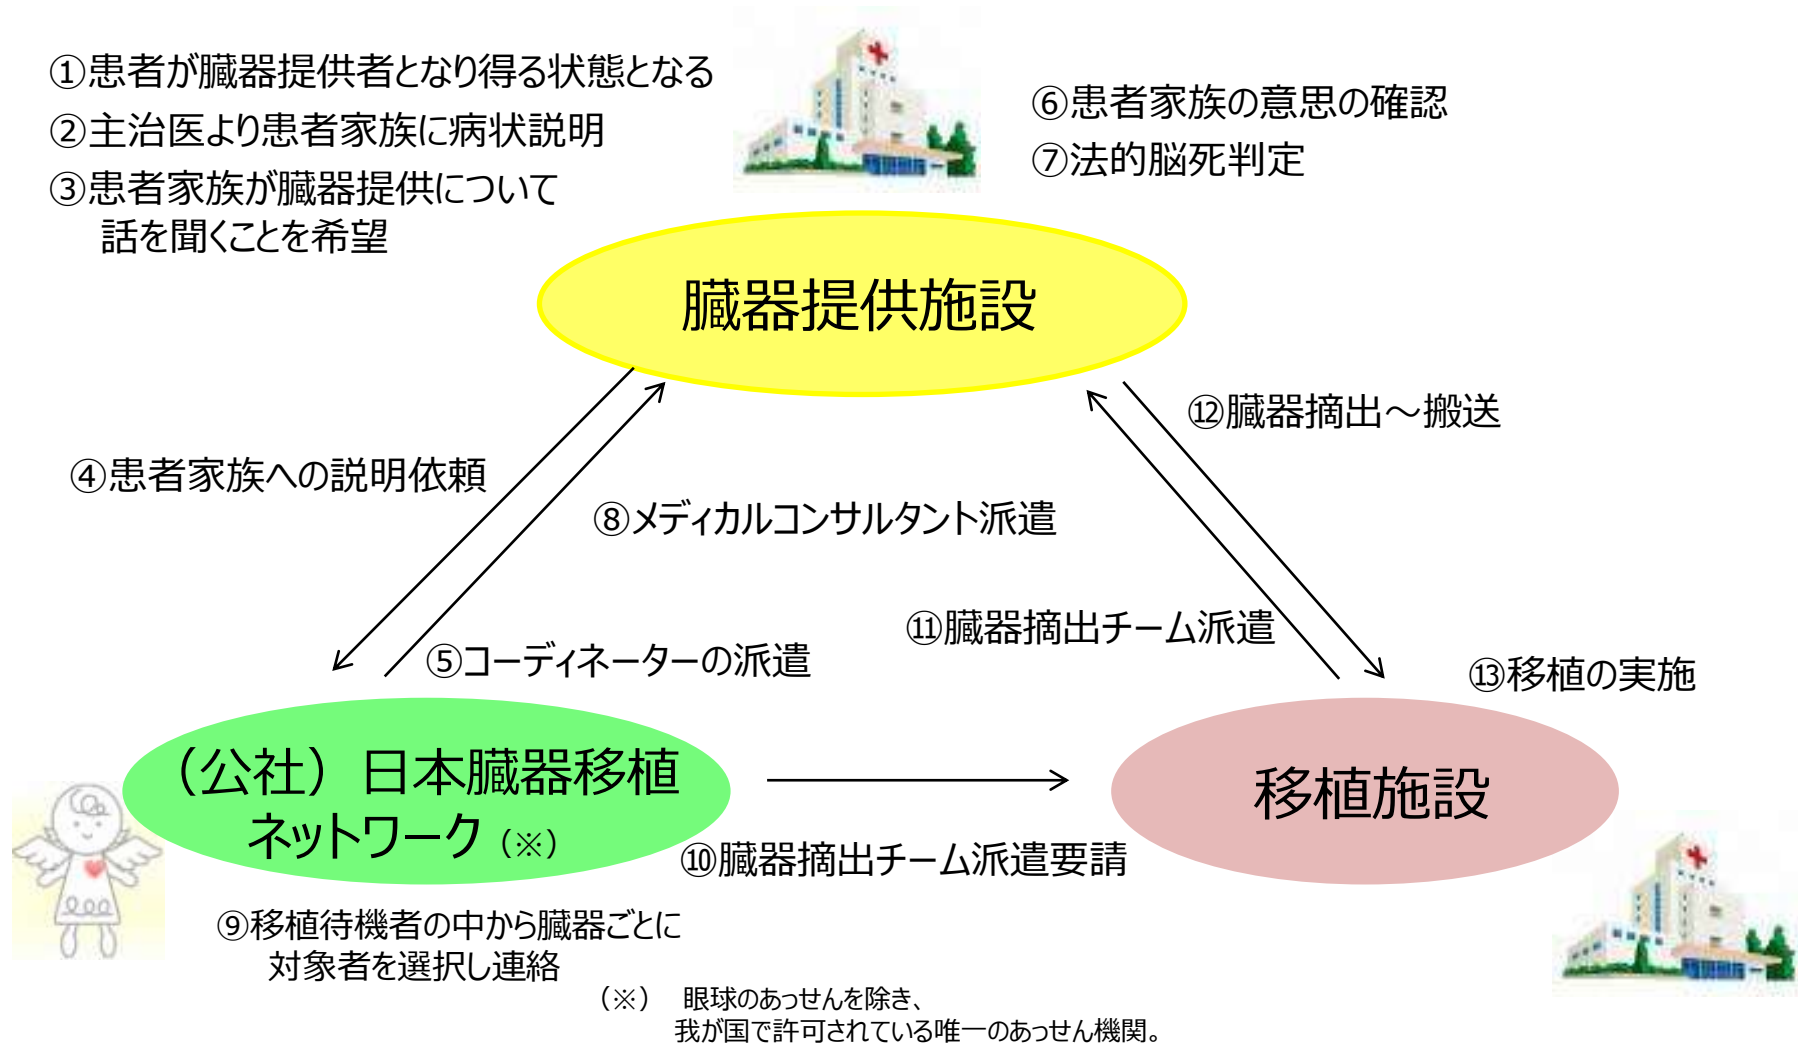 ①患者が臓器提供者となり得る状態となる
②主治医より患者家族に病状説明
③患者家族が臓器提供について
話を聞くことを希望
⑥患者家族の意思の確認
⑦法的脳死判定
臓器提供施設
④患者家族への説明依頼
⑧メディカルコンサルタント派遣
⑤コーディネーターの派遣
⑫臓器摘出～搬送
⑪臓器摘出チーム派遣
⑬移植の実施
（公社）日本臓器移植
ネットワーク（※）
移植施設
⑩臓器摘出チーム派遣要請
⑨移植待機者の中から臓器ごとに
対象者を選択し連絡
（※）　眼球のあっせんを除き、
我が国で許可されている唯一のあっせん機関。